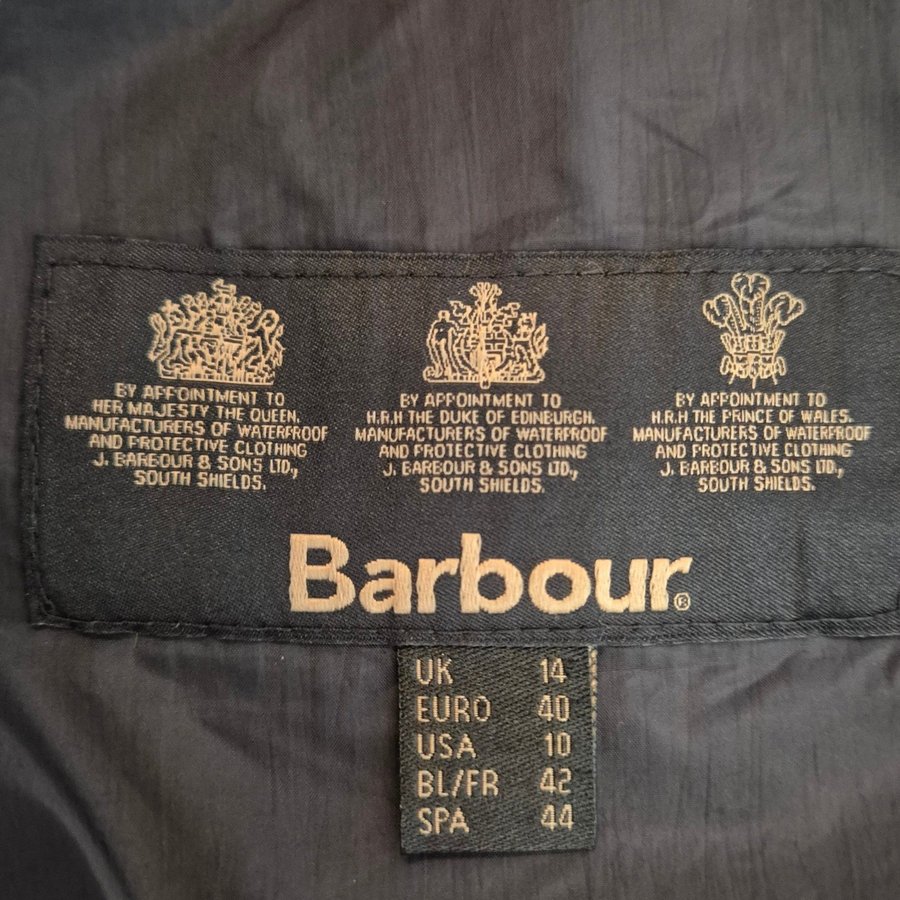 BY APPOINTMENT TO
HER MAJESTY THE QUEEN.
MANUFACTURERS OF WATERPROOF
AND PROTECTIVE CLOTHING
J. BARBOUR & SONS LTD.,
SOUTH SHIELDS.
BY APPOINTMENT TO
H.R.H THE DUKE OF EDINBURGH.
MANUFACTURERS OF WATERPROOF
AND PROTECTIVE CLOTHING
J. BARBOUR & SONS LTD.,
SOUTH SHIELDS.
BY APPOINTMENT TO
H.R.H THE PRINCE OF WALES.
MANUFACTURERS OF WATERPROOF
AND PROTECTIVE CLOTHING
J. BARBOUR & SONS LTD.,
SOUTH SHIELDS.
Barbour®
UK 14
EURO 40
USA 10
BL/FR 42
SPA 44